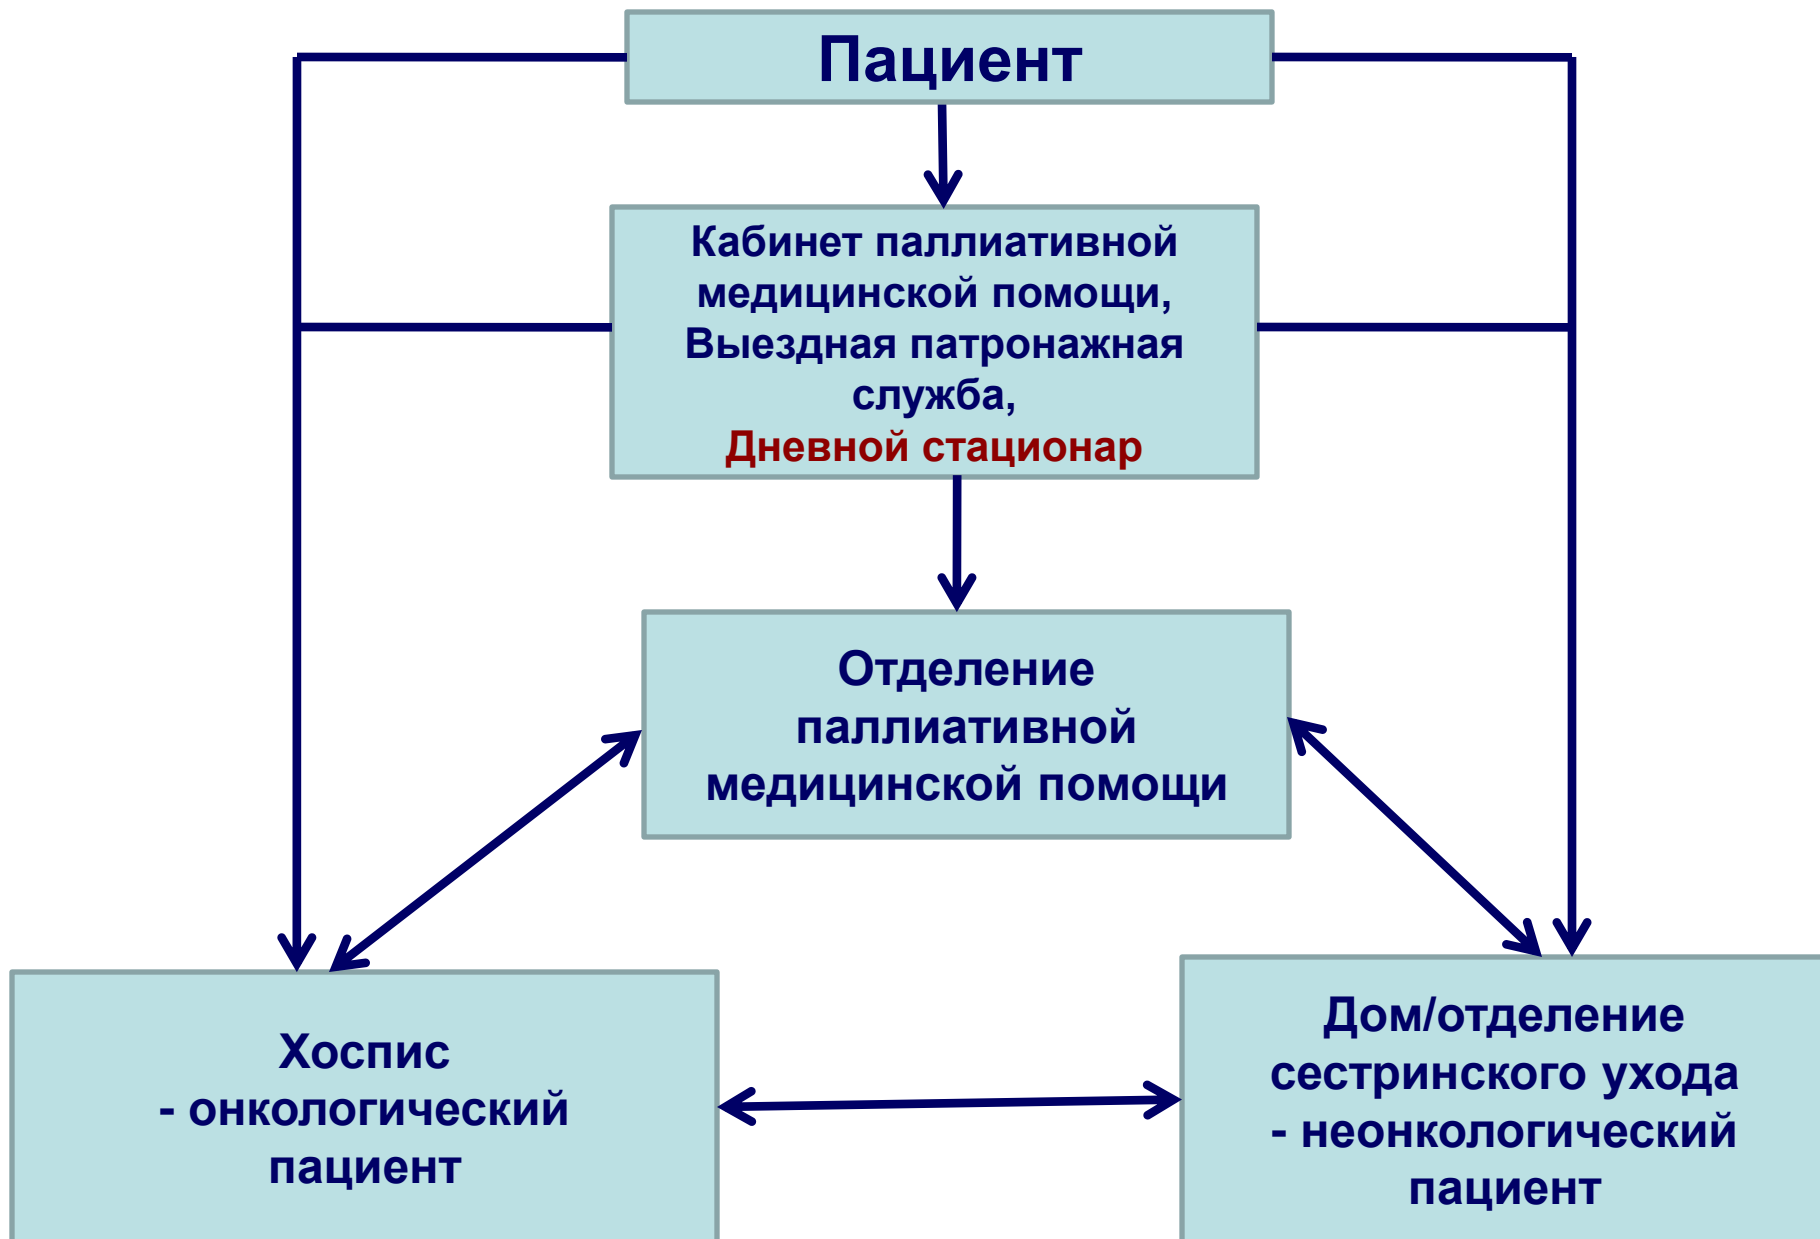 Пациент
Кабинет паллиативной
медицинской помощи,
Выездная патронажная
служба,
Дневной стационар
Отделение
паллиативной
медицинской помощи
Хоспис
- онкологический
пациент
Дом/отделение
сестринского ухода
- неонкологический
пациент